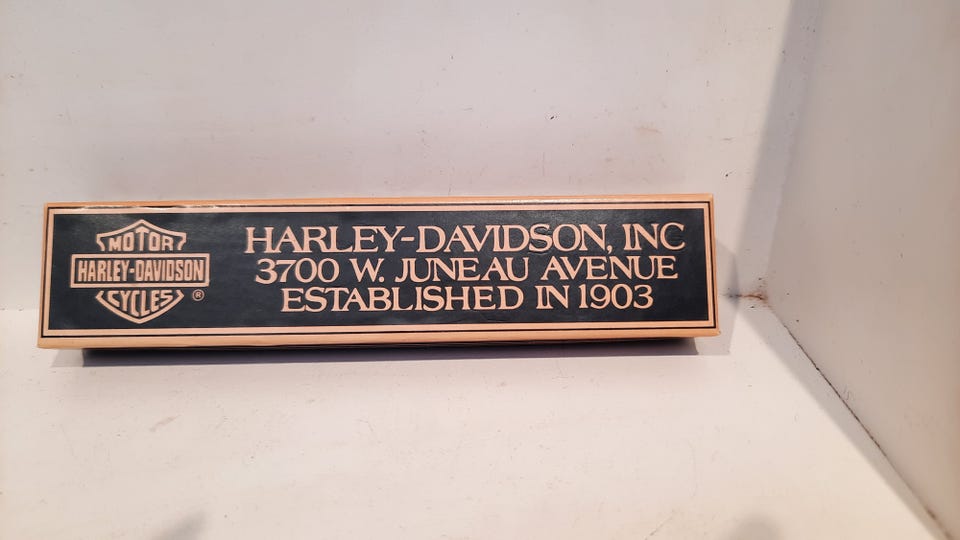 MOTOR
HARLEY-DAVIDSON
CYCLES
®
HARLEY-DAVIDSON, INC
3700 W. JUNEAU AVENUE
ESTABLISHED IN 1903